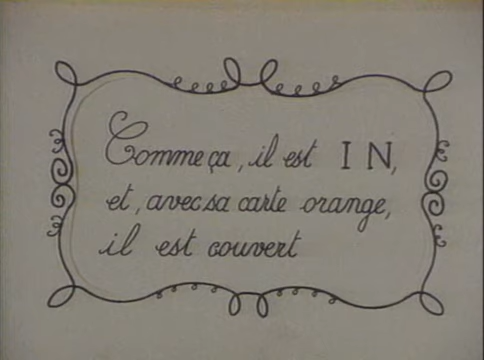 Comme ça, il est IN,
et, avec sa carte orange,
il est couvert